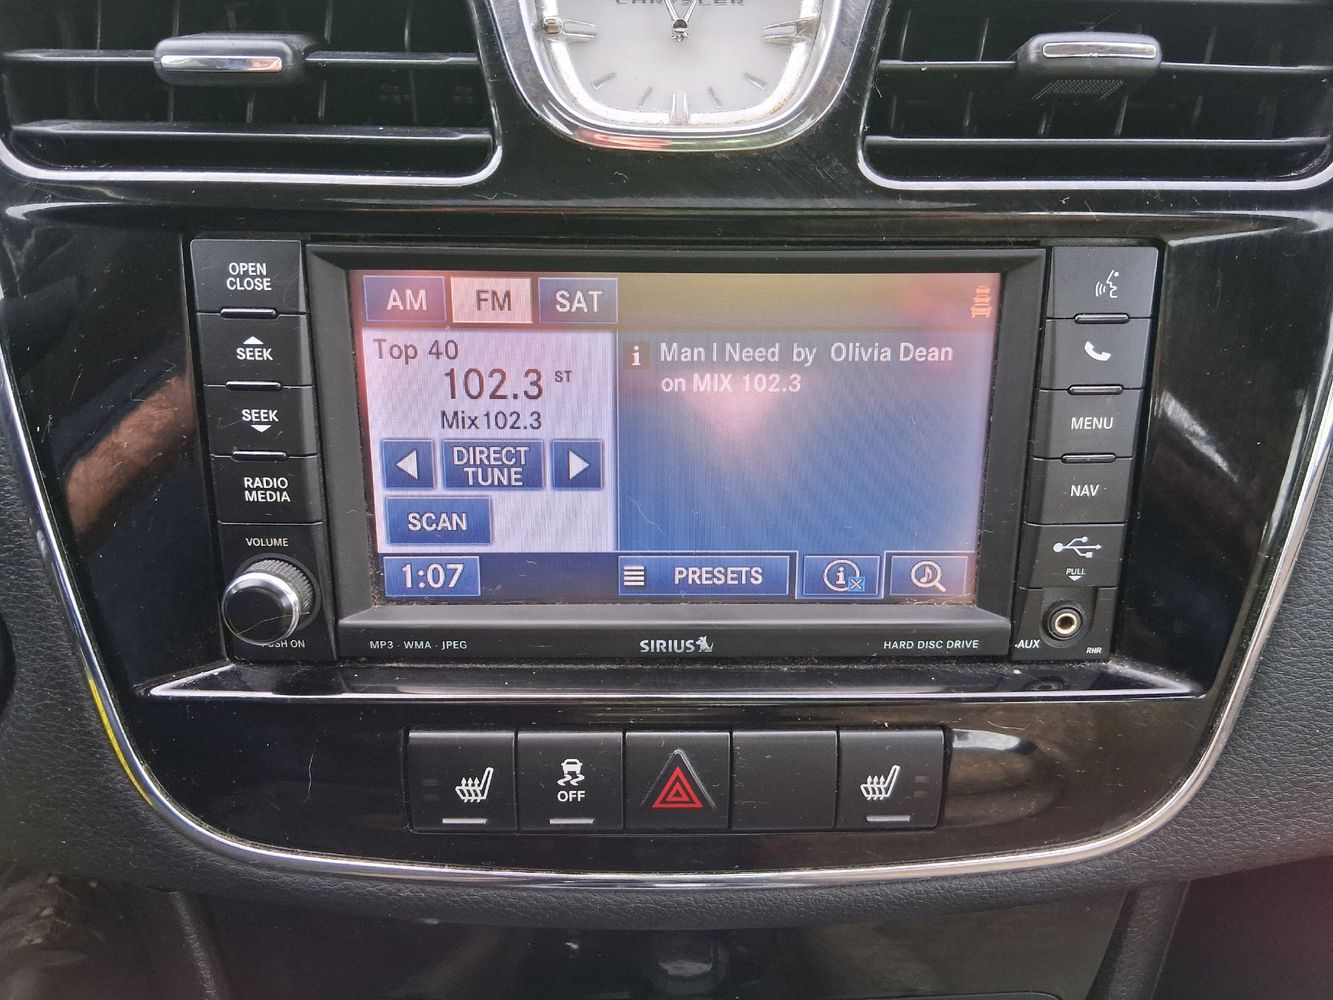 CHRYSLER
OPEN
CLOSE
SEEK
SEEK
RADIO
MEDIA
VOLUME
PUSH ON
AM FM SAT
Top 40
102.3 ST
Mix102.3
DIRECT
TUNE
SCAN
1:07
i Man I Need by Olivia Dean
on MIX 102.3
PRESETS
i
MENU
NAV
PULL
AUX
RHR
MP3 · WMA · JPEG
SIRIUS
HARD DISC DRIVE
OFF